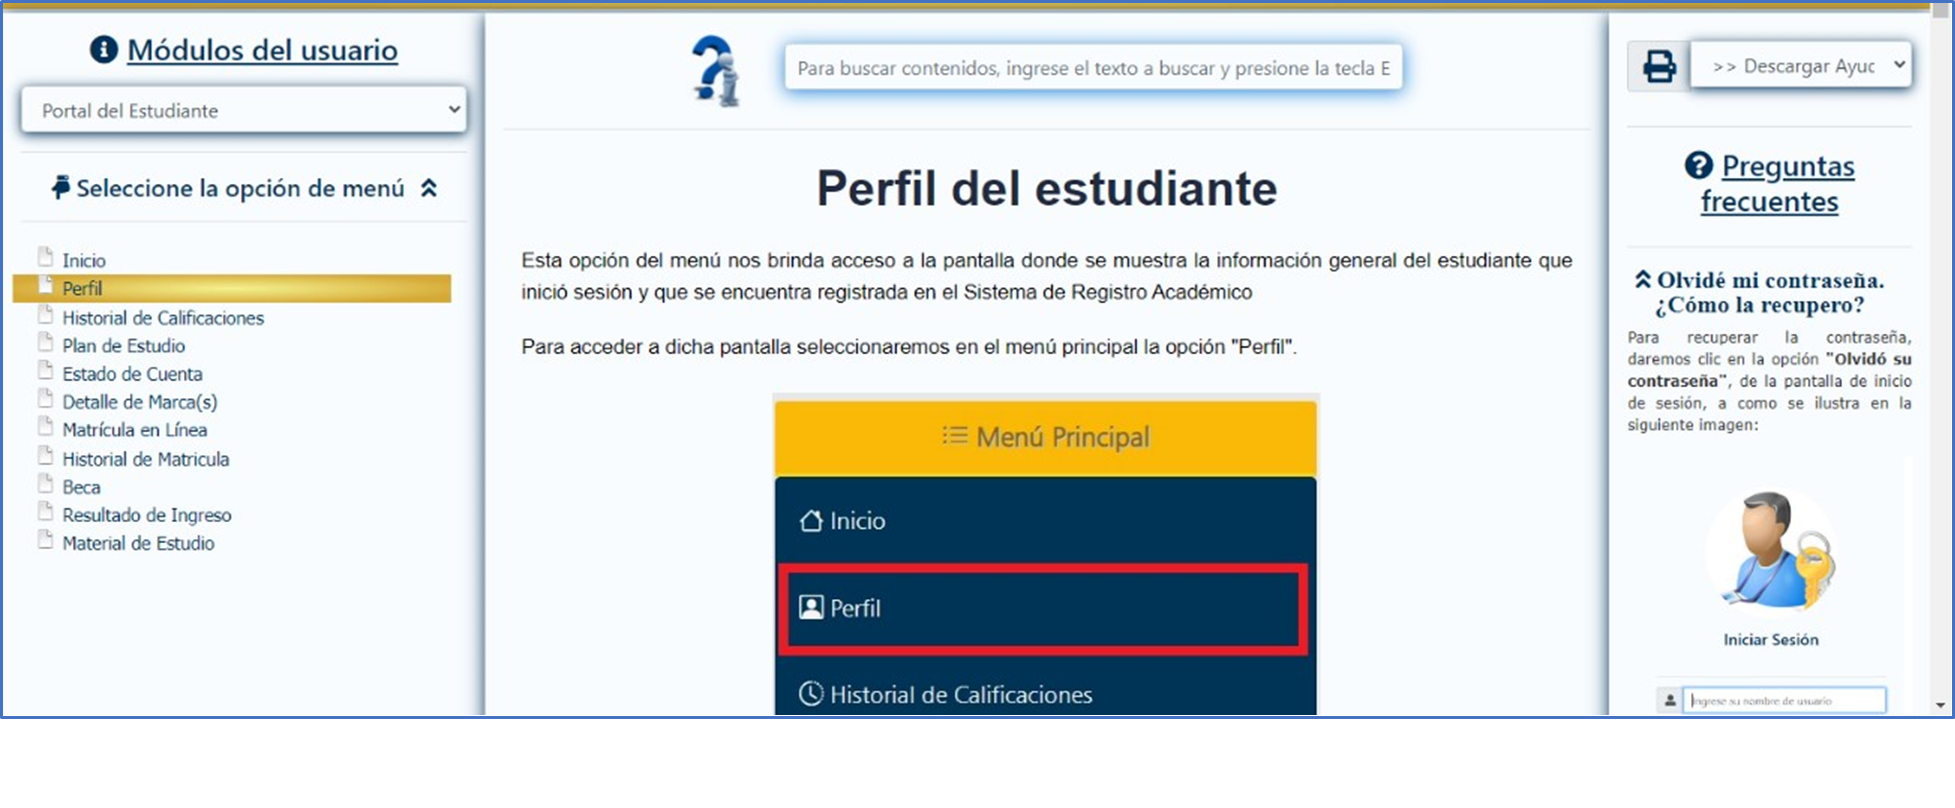 Módulos del usuario
Portal del Estudiante
Seleccione la opción de menú
Inicio
Perfil
Historial de Calificaciones
Plan de Estudio
Estado de Cuenta
Detalle de Marca(s)
Matrícula en Línea
Historial de Matricula
Beca
Resultado de Ingreso
Material de Estudio
Para buscar contenidos, ingrese el texto a buscar y presione la tecla E
Perfil del estudiante
Esta opción del menú nos brinda acceso a la pantalla donde se muestra la información general del estudiante que
inició sesión y que se encuentra registrada en el Sistema de Registro Académico
Para acceder a dicha pantalla seleccionaremos en el menú principal la opción "Perfil".
Menú Principal
Inicio
Perfil
Historial de Calificaciones
>> Descargar Ayuc
Preguntas
frecuentes
Olvidé mi contraseña.
¿Cómo la recupero?
Para recuperar la contraseña,
daremos clic en la opción "Olvidó su
contraseña", de la pantalla de inicio
de sesión, a como se ilustra en la
siguiente imagen:
Iniciar Sesión
Ingrese su nombre de usuario